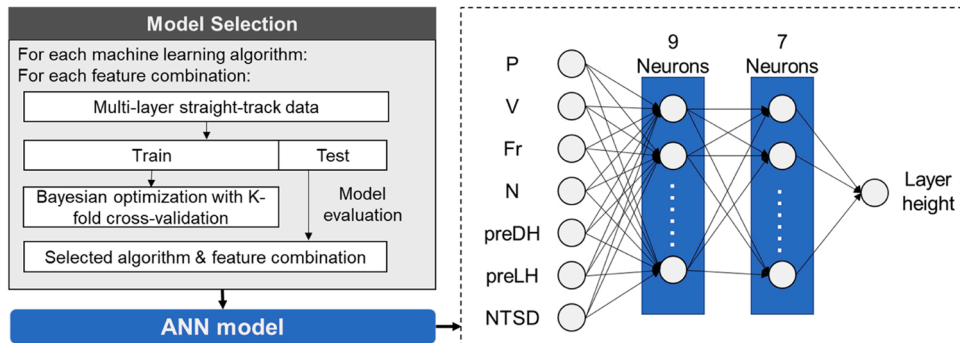 Model Selection
For each machine learning algorithm:
For each feature combination:
Multi-layer straight-track data
Train
Test
Bayesian optimization with K-
fold cross-validation
Model
evaluation
Selected algorithm & feature combination
ANN model
P
V
Fr
N
preDH
preLH
NTSD
9
Neurons
7
Neurons
Layer
height